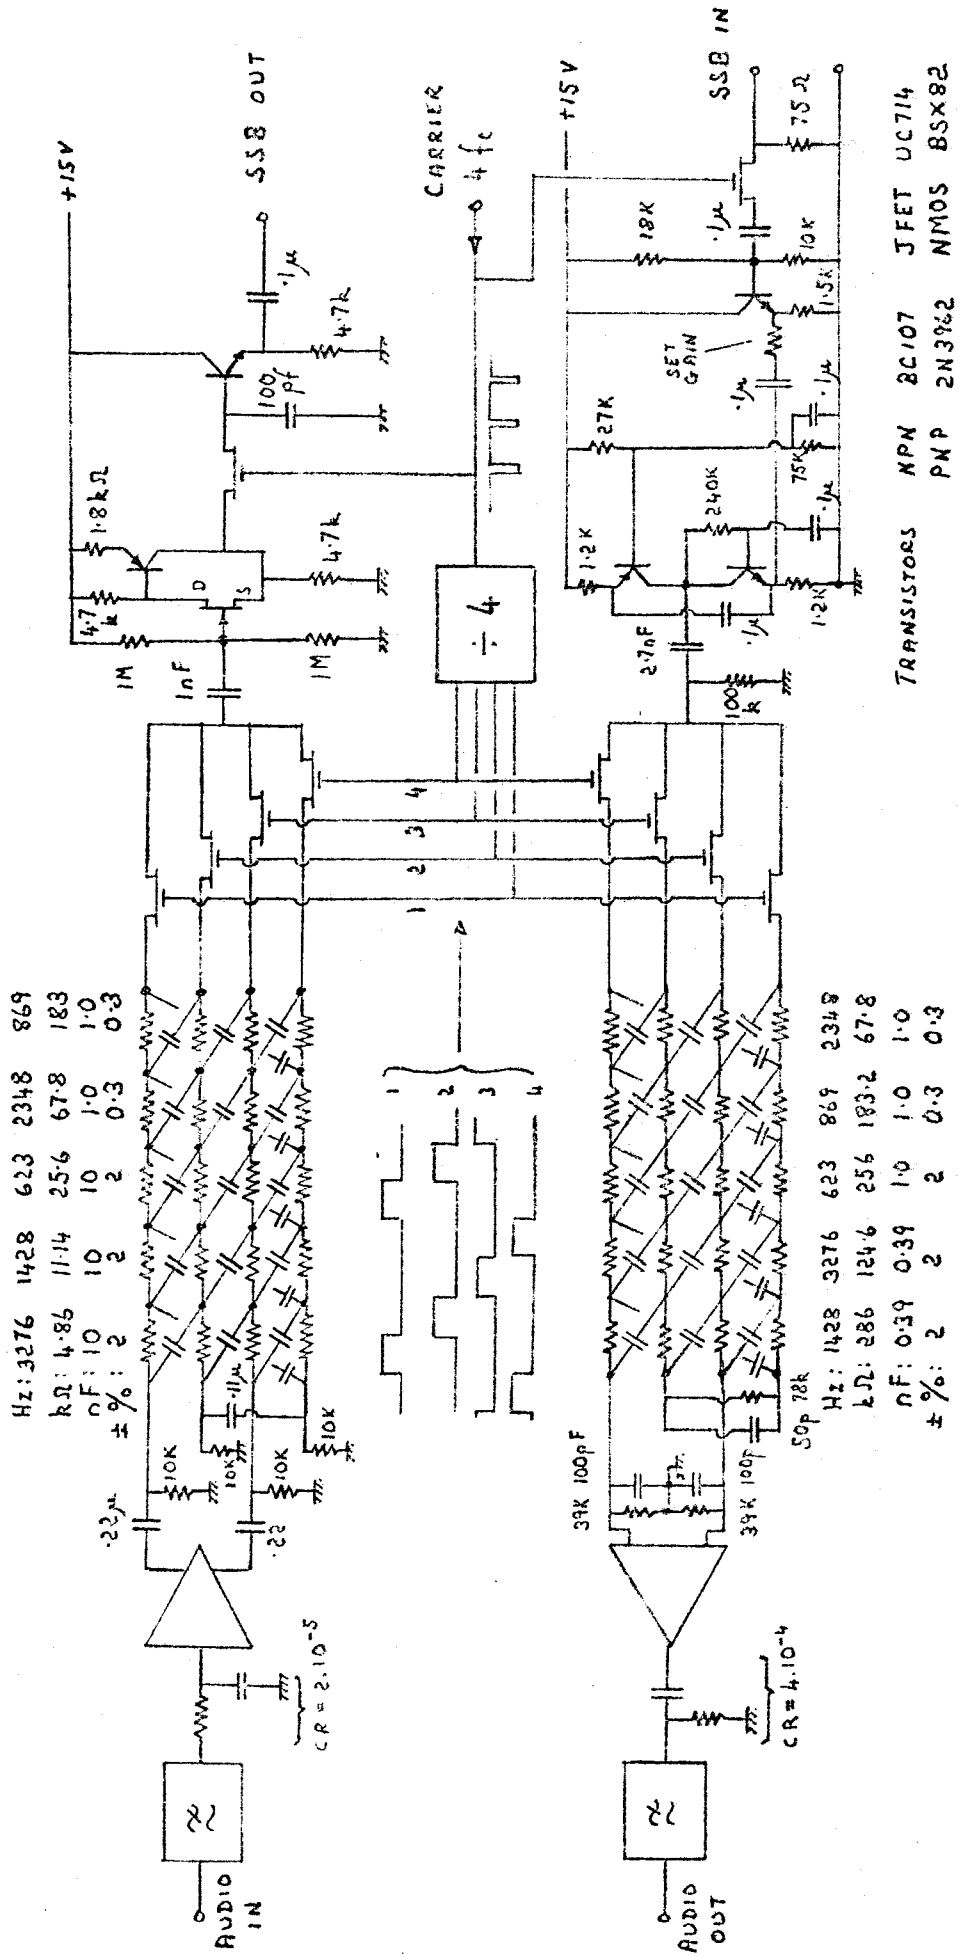 Hz: 3276 1428 623 2348 869
kΩ: 4.86 11.14 25.6 67.8 183
nF: 10 10 10 1.0 1.0
±%: 2 2 2 0.3 0.3
AUDIO IN
≈
CR = 2.10⁻⁵
.22μ
.22
10K
10K
10K
10K
.11μ
1nF
1M
1M
4.7k
1.8kΩ
D
S
4.7k
100pf
4.7k
.1μ
+15V
SSB OUT
1
2
3
4
1
2
3
4
÷ 4
CARRIER
4fc
AUDIO OUT
≈
CR = 4.10⁻⁴
39K 100pF
39K 100p
50p 78k
Hz: 1428 3276 623 869 2348
kΩ: 286 124.6 256 183.2 67.8
nF: 0.39 0.39 1.0 1.0 1.0
±%: 2 2 2 0.3 0.3
100k
2.7nF
1.2K
.1μ
1.2K
240K
.1μ
27K
75K
.1μ
.1μ
SET GAIN
1.5K
18K
10K
.1μ
75Ω
+15V
SSB IN
TRANSISTORS NPN BC107 JFET UC714
PNP 2N3962 NMOS BSX82